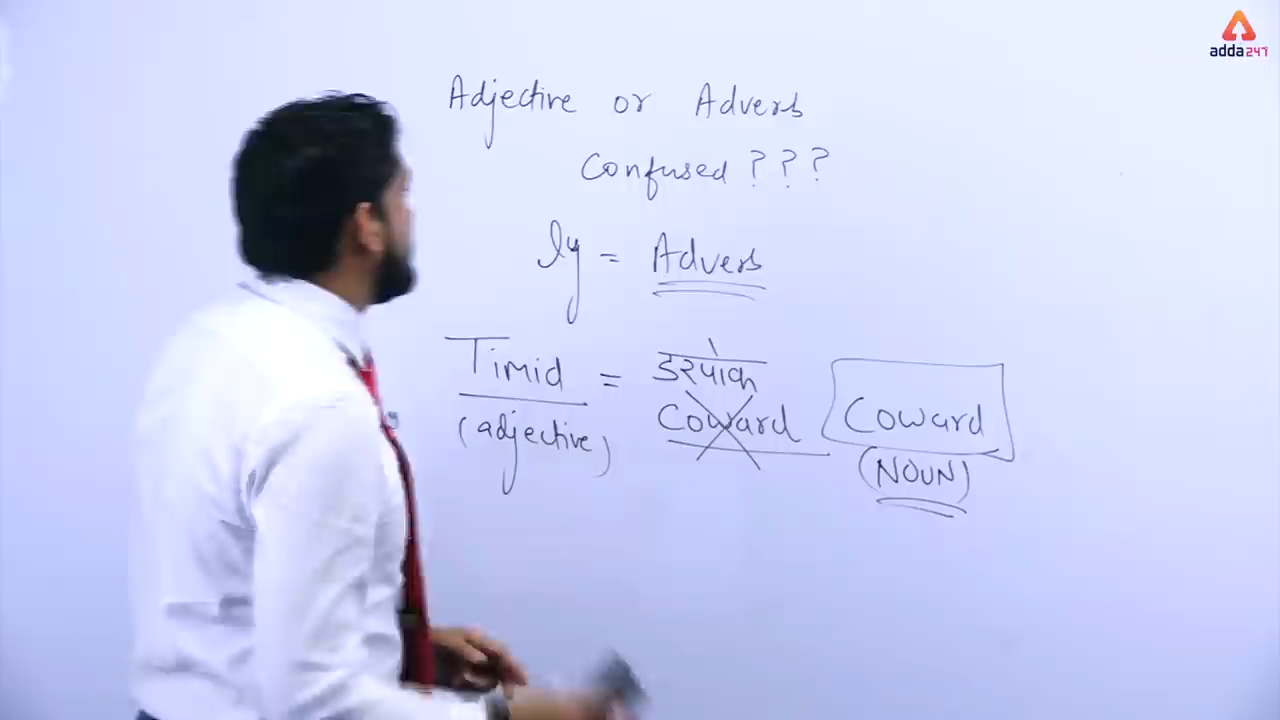 adda247
Adjective or Adverb
Confused ???
ly = Adverb
Timid = डरपोक
(adjective) Coward Coward
(NOUN)